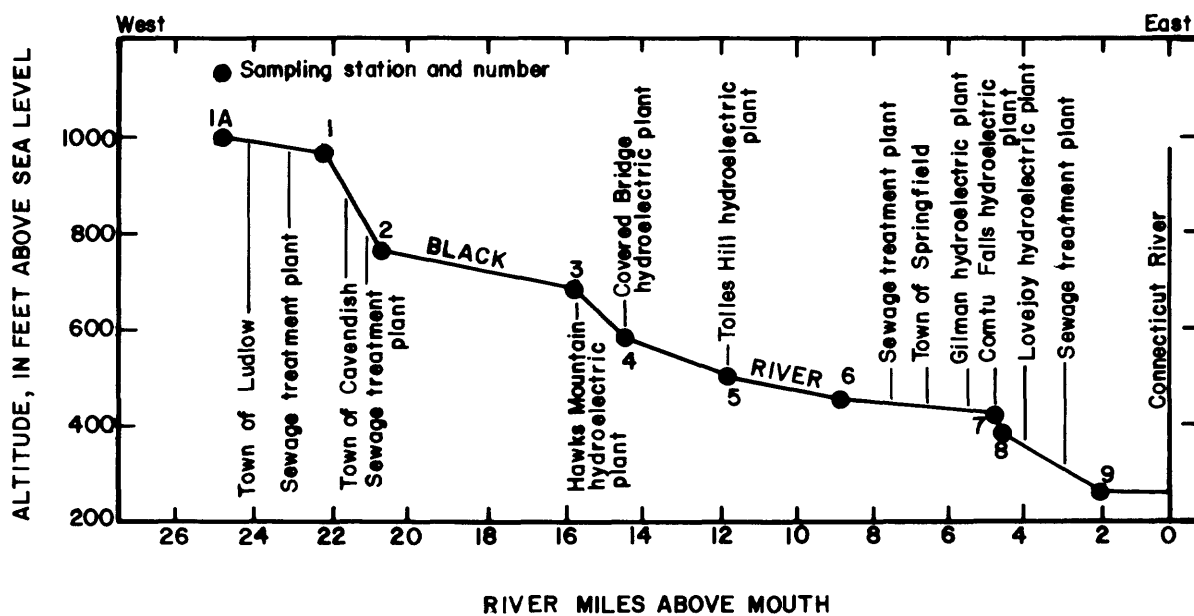 West
East
Sampling station and number
1A
1
2
3
4
5
6
7
8
9
BLACK
RIVER
Town of Ludlow
Sewage treatment plant
Town of Cavendish
Sewage treatment
plant
Hawks Mountain
hydroelectric
plant
Covered Bridge
hydroelectric plant
Tolles Hill hydroelectric
plant
Sewage treatment plant
Town of Springfield
Gilman hydroelectric plant
Comtu Falls hydroelectric
plant
Lovejoy hydroelectric plant
Sewage treatment plant
Connecticut River
ALTITUDE, IN FEET ABOVE SEA LEVEL
1000
800
600
400
200
26 24 22 20 18 16 14 12 10 8 6 4 2 0
RIVER MILES ABOVE MOUTH